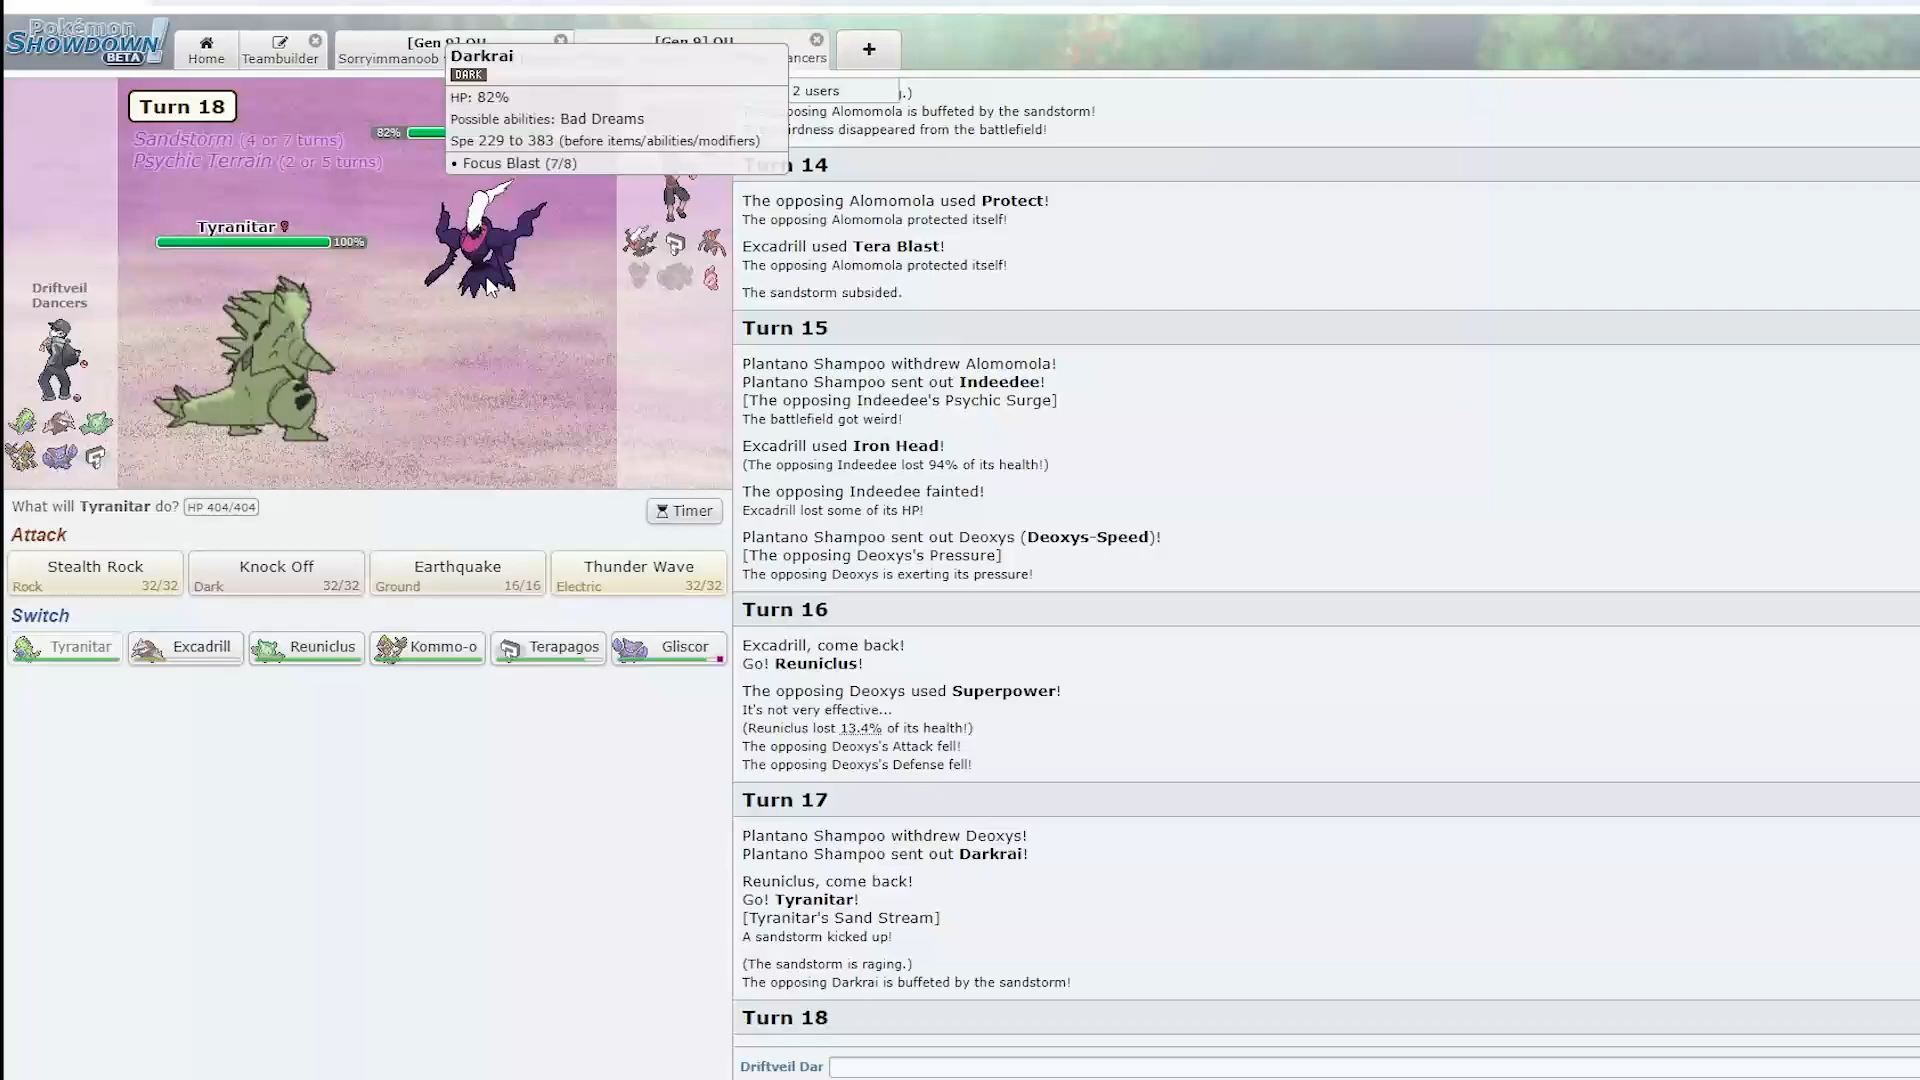 Pokémon
SHOWDOWN!
BETA
Home
Teambuilder
[Gen 9] OU
Sorryimmanoob
[Gen 9] OU
ancers
+
Darkrai
DARK
HP: 82%
Possible abilities: Bad Dreams
Spe 229 to 383 (before items/abilities/modifiers)
• Focus Blast (7/8)
Turn 18
Sandstorm (4 or 7 turns)
Psychic Terrain (2 or 5 turns)
82%
Tyranitar
100%
Driftveil
Dancers
What will Tyranitar do? HP 404/404
Timer
Attack
Stealth Rock
Rock 32/32
Knock Off
Dark 32/32
Earthquake
Ground 16/16
Thunder Wave
Electric 32/32
Switch
Tyranitar
Excadrill
Reuniclus
Kommo-o
Terapagos
Gliscor
2 users
.)
opposing Alomomola is buffeted by the sandstorm!
irdness disappeared from the battlefield!
14
The opposing Alomomola used Protect!
The opposing Alomomola protected itself!
Excadrill used Tera Blast!
The opposing Alomomola protected itself!
The sandstorm subsided.
Turn 15
Plantano Shampoo withdrew Alomomola!
Plantano Shampoo sent out Indeedee!
[The opposing Indeedee's Psychic Surge]
The battlefield got weird!
Excadrill used Iron Head!
(The opposing Indeedee lost 94% of its health!)
The opposing Indeedee fainted!
Excadrill lost some of its HP!
Plantano Shampoo sent out Deoxys (Deoxys-Speed)!
[The opposing Deoxys's Pressure]
The opposing Deoxys is exerting its pressure!
Turn 16
Excadrill, come back!
Go! Reuniclus!
The opposing Deoxys used Superpower!
It's not very effective...
(Reuniclus lost 13.4% of its health!)
The opposing Deoxys's Attack fell!
The opposing Deoxys's Defense fell!
Turn 17
Plantano Shampoo withdrew Deoxys!
Plantano Shampoo sent out Darkrai!
Reuniclus, come back!
Go! Tyranitar!
[Tyranitar's Sand Stream]
A sandstorm kicked up!
(The sandstorm is raging.)
The opposing Darkrai is buffeted by the sandstorm!
Turn 18
Driftveil Dar